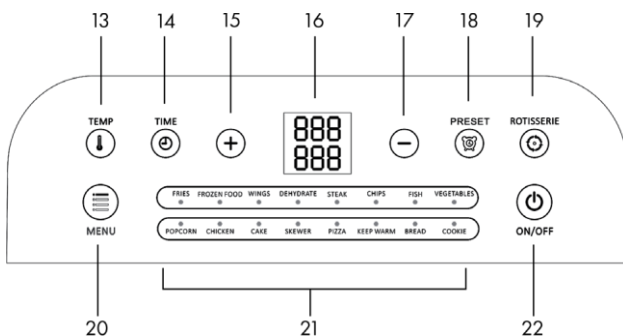 13 14 15 16 17 18 19
TEMP TIME PRESET ROTISSERIE
888
888
FRIES FROZEN FOOD WINGS DEHYDRATE STEAK CHIPS FISH VEGETABLES
POPCORN CHICKEN CAKE SKEWER PIZZA KEEP WARM BREAD COOKIE
MENU ON/OFF
20 21 22